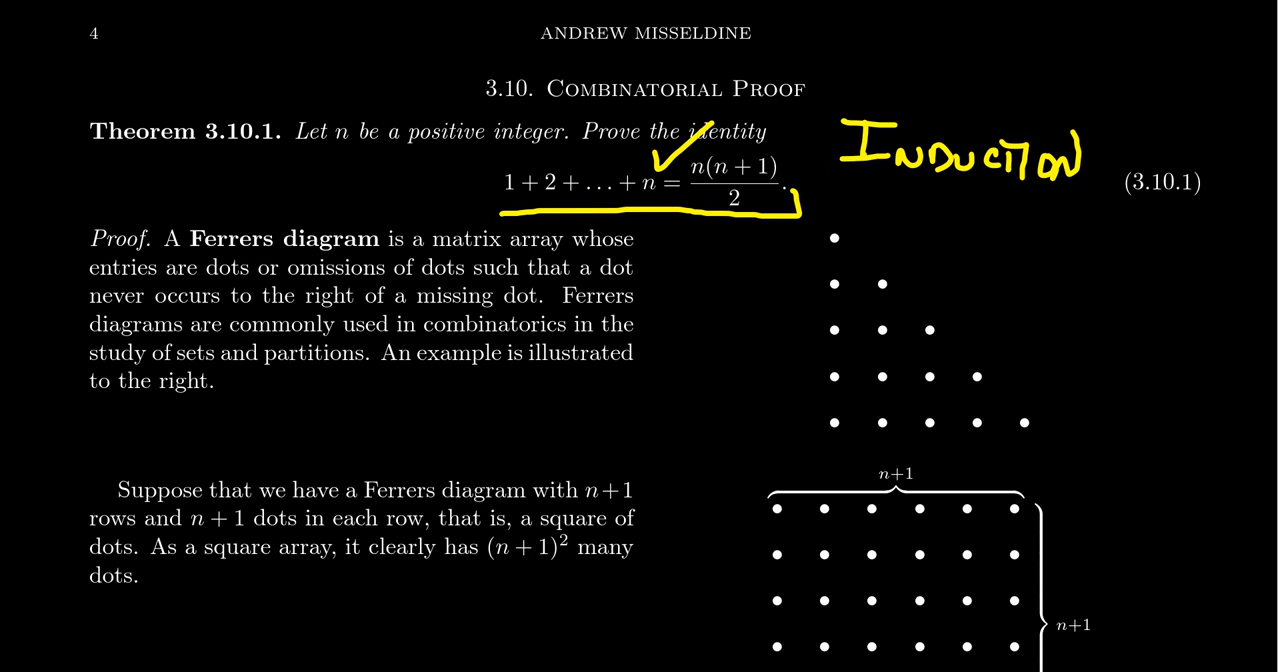 4
ANDREW MISSELDINE
3.10. COMBINATORIAL PROOF
Theorem 3.10.1. Let n be a positive integer. Prove the identity
INDUCTION
1 + 2 + … + n = n(n + 1)/2. (3.10.1)
Proof. A Ferrers diagram is a matrix array whose
entries are dots or omissions of dots such that a dot
never occurs to the right of a missing dot. Ferrers
diagrams are commonly used in combinatorics in the
study of sets and partitions. An example is illustrated
to the right.
n+1
Suppose that we have a Ferrers diagram with n+1
rows and n + 1 dots in each row, that is, a square of
dots. As a square array, it clearly has (n + 1)² many
dots.
n+1